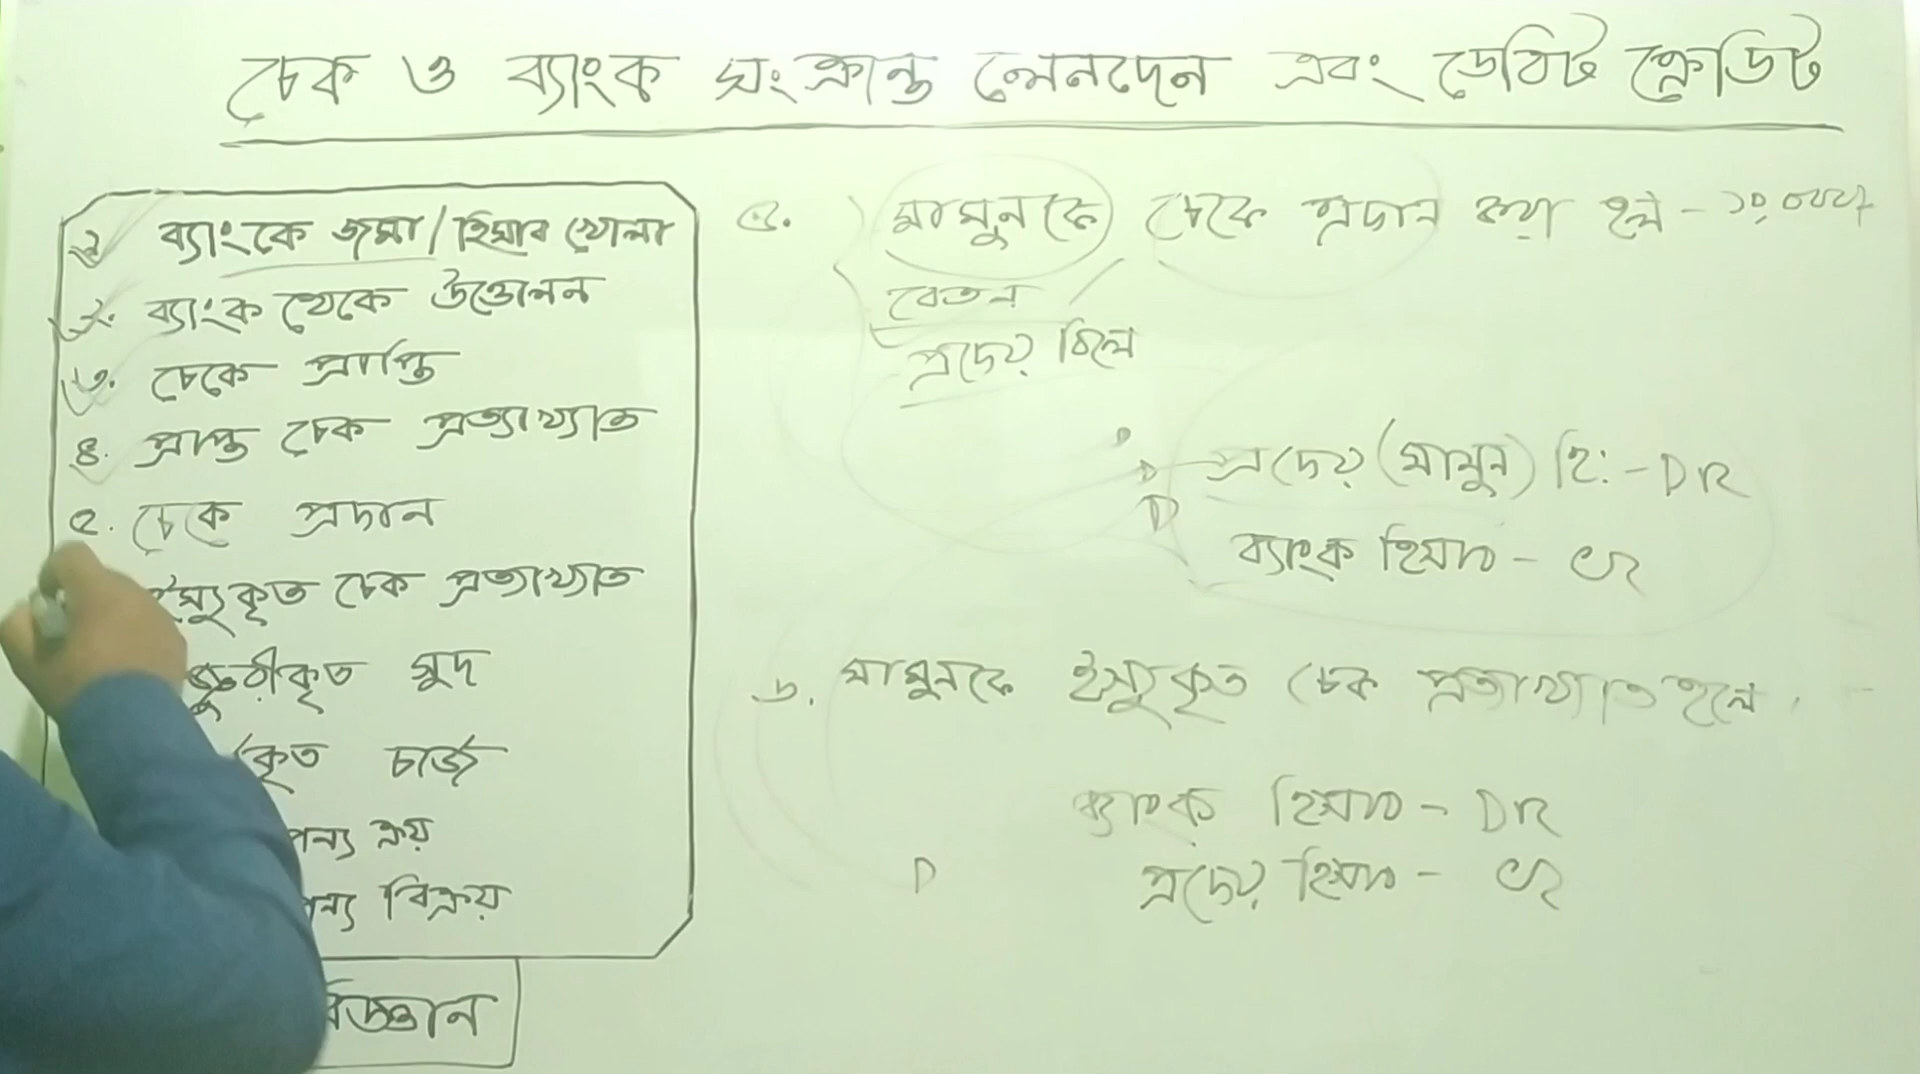 চেক ও ব্যাংক সংক্রান্ত লেনদেন এবং ডেবিট ক্রেডিট
১. ব্যাংকে জমা/হিসাব খোলা
২. ব্যাংক থেকে উত্তোলন
৩. চেকে প্রাপ্তি
৪. প্রাপ্ত চেক প্রত্যাখ্যাত
৫. চেকে প্রদান
ইস্যুকৃত চেক প্রত্যাখ্যাত
ঞ্জুরীকৃত সুদ
কৃত চার্জ
পন্য ক্রয়
পন্য বিক্রয়
বিজ্ঞান
৫. মামুনকে চেকে প্রদান করা হল - ১০,০০০৳
বেতন
প্রদেয় বিল
প্রদেয় (মামুন) হি: - DR
ব্যাংক হিসাব - CR
৬. মামুনকে ইস্যুকৃত চেক প্রত্যাখ্যাত হলে,
ব্যাংক হিসাব - DR
প্রদেয় হিসাব - CR